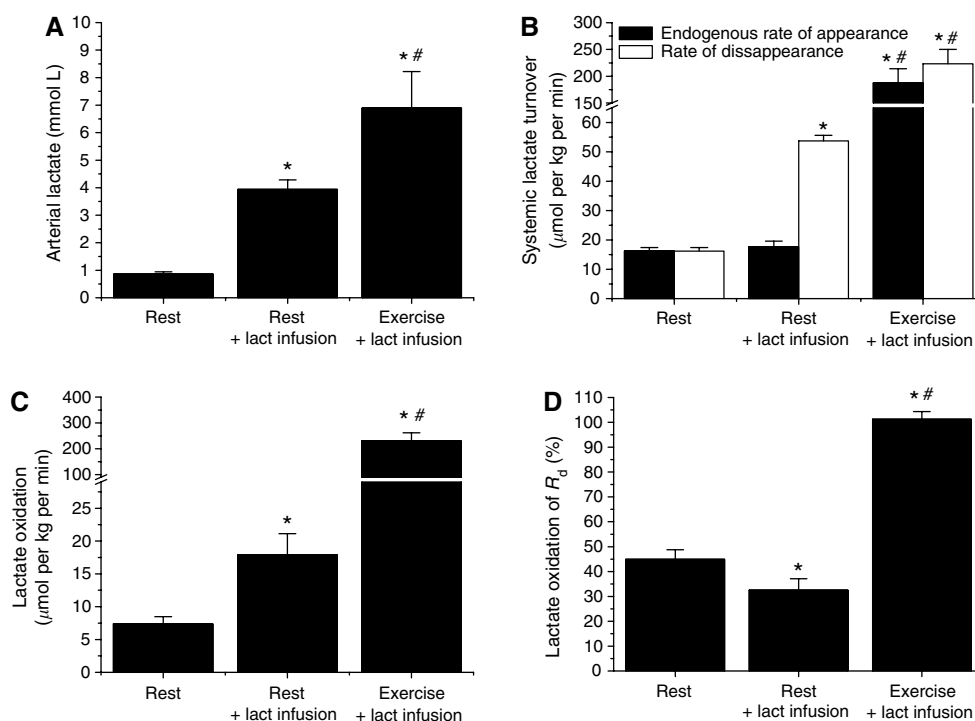 A
Arterial lactate (mmol L)
9
8
7
6
5
4
3
2
1
0
*
* #
Rest
Rest
+ lact infusion
Exercise
+ lact infusion
B
Endogenous rate of appearance
Rate of dissappearance
Systemic lactate turnover
(μmol per kg per min)
300
250
200
150
60
50
40
30
20
10
0
*
* #
* #
Rest
Rest
+ lact infusion
Exercise
+ lact infusion
C
Lactate oxidation
(μmol per kg per min)
400
300
200
100
25
20
15
10
5
0
*
* #
Rest
Rest
+ lact infusion
Exercise
+ lact infusion
D
Lactate oxidation of Rd (%)
110
100
90
80
70
60
50
40
30
20
10
0
*
* #
Rest
Rest
+ lact infusion
Exercise
+ lact infusion